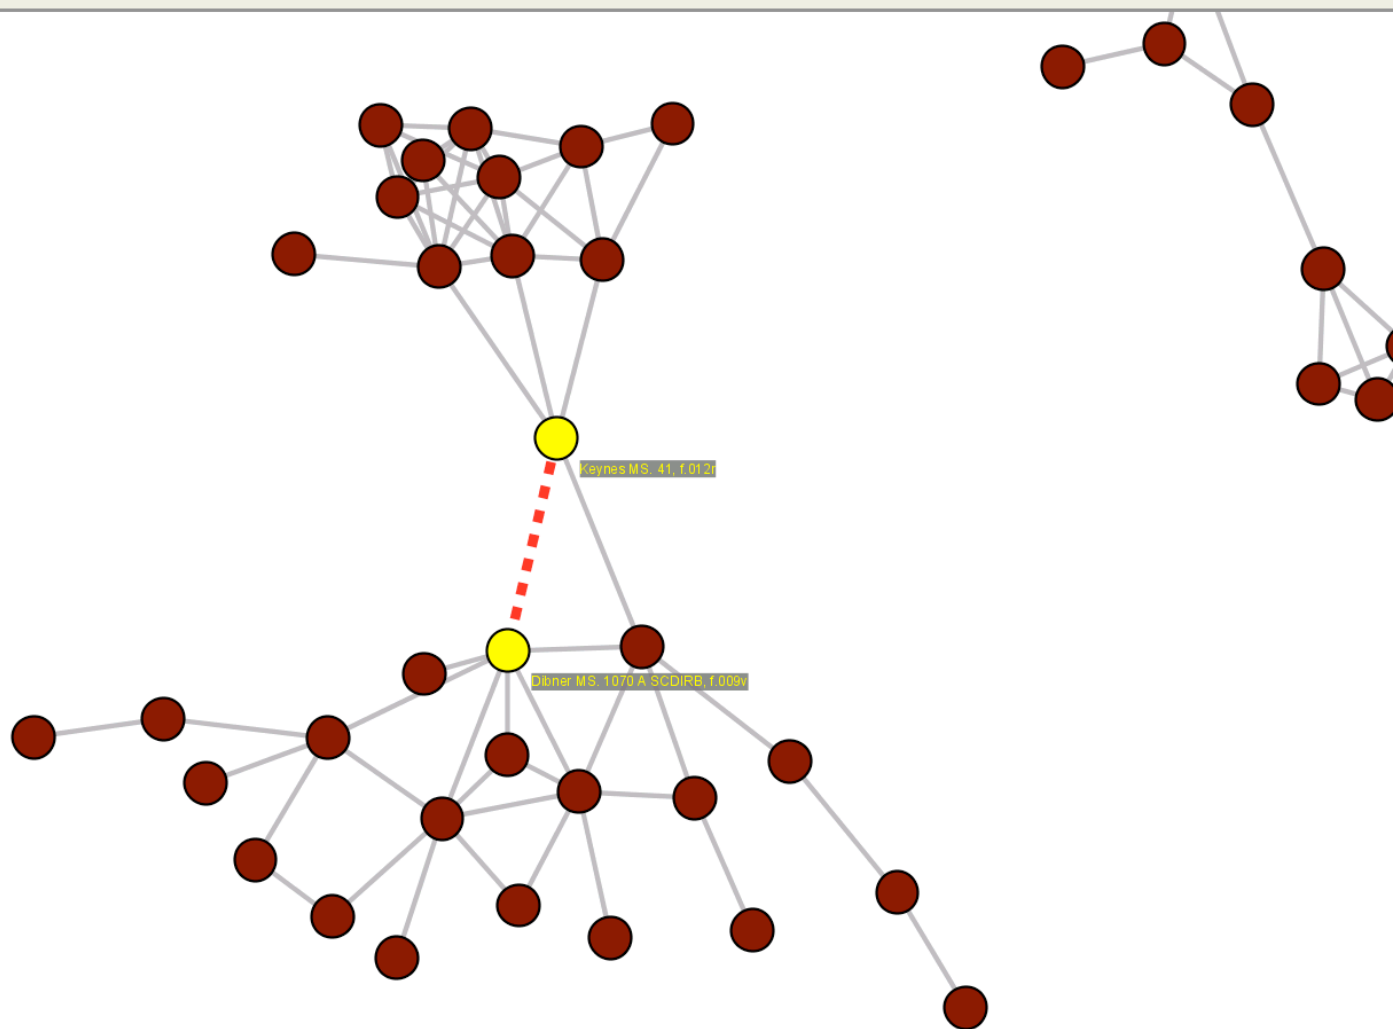 Keynes MS. 41, f.012r
Dibner MS. 1070 A SCDIRB, f.009v